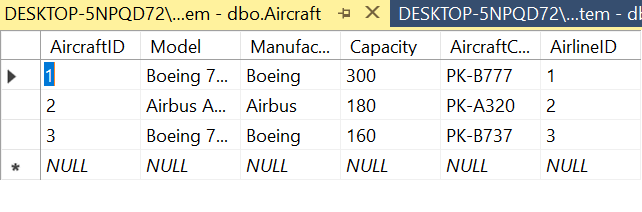 DESKTOP-5NPQD72\...em - dbo.Aircraft DESKTOP-5NPQD72\...tem - db
AircraftID Model Manufac... Capacity AircraftC... AirlineID
1 Boeing 7... Boeing 300 PK-B777 1
2 Airbus A... Airbus 180 PK-A320 2
3 Boeing 7... Boeing 160 PK-B737 3
NULL NULL NULL NULL NULL NULL